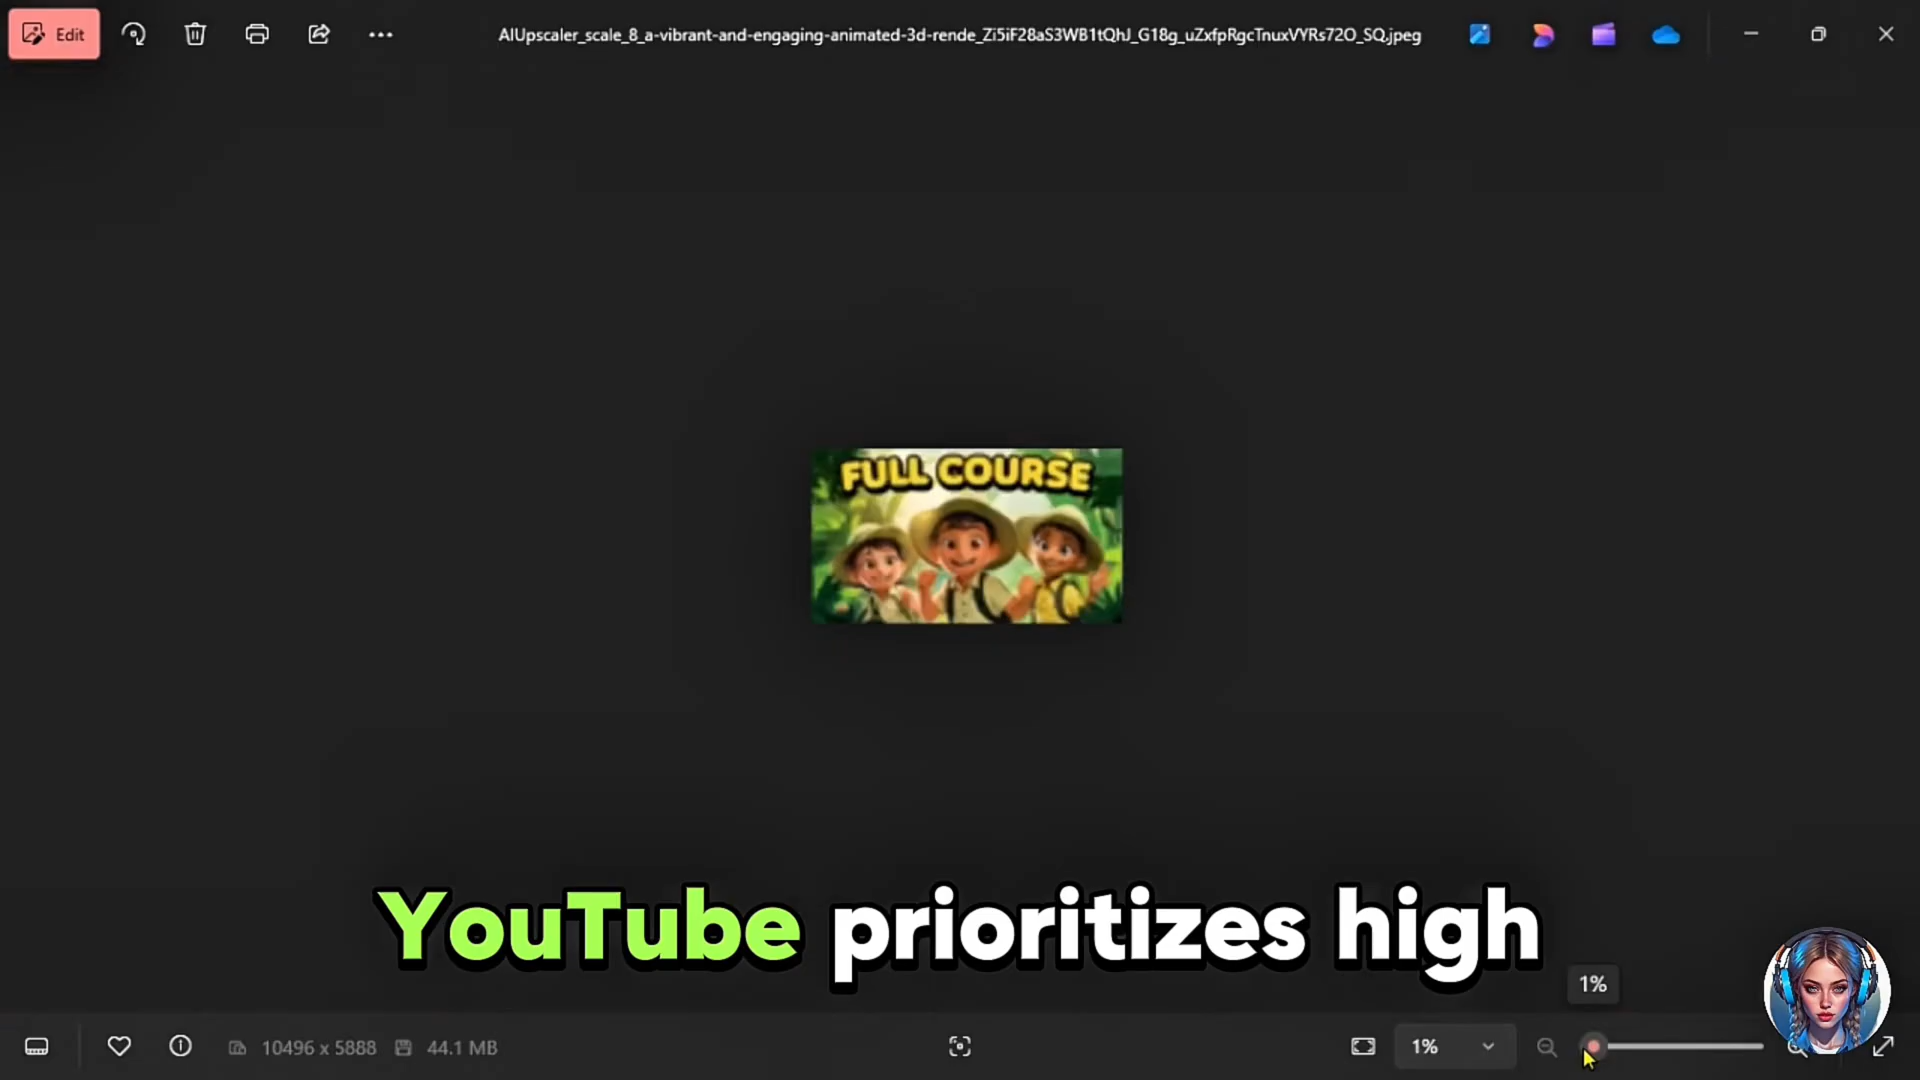 Edit
AIUpscaler_scale_8_a-vibrant-and-engaging-animated-3d-rende_Zi5iF28aS3WB1tQhJ_G18g_uZxfpRgcTnuxVYRs72O_SQ.jpeg
FULL COURSE
YouTube prioritizes high
1%
10496 x 5888
44.1 MB
1%